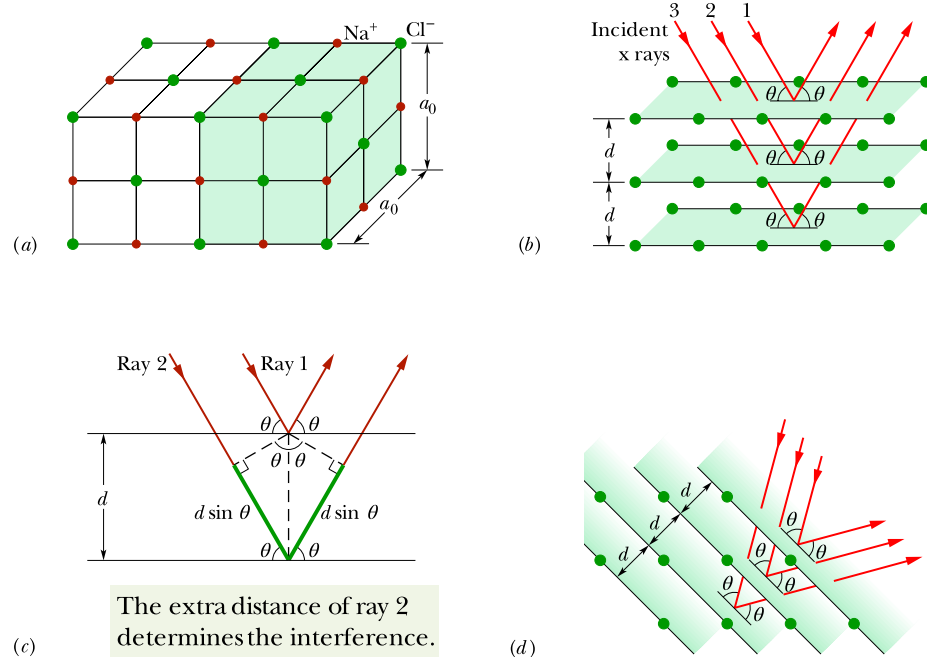 Na⁺
Cl⁻
a₀
a₀
(a)
3 2 1
Incident
x rays
θ θ
d
θ θ
d
θ θ
(b)
Ray 2
Ray 1
θ θ
θ θ
d
d sin θ
d sin θ
θ θ
The extra distance of ray 2
determines the interference.
(c)
d
d
d
θ
θ
θ
θ
θ
θ
(d)